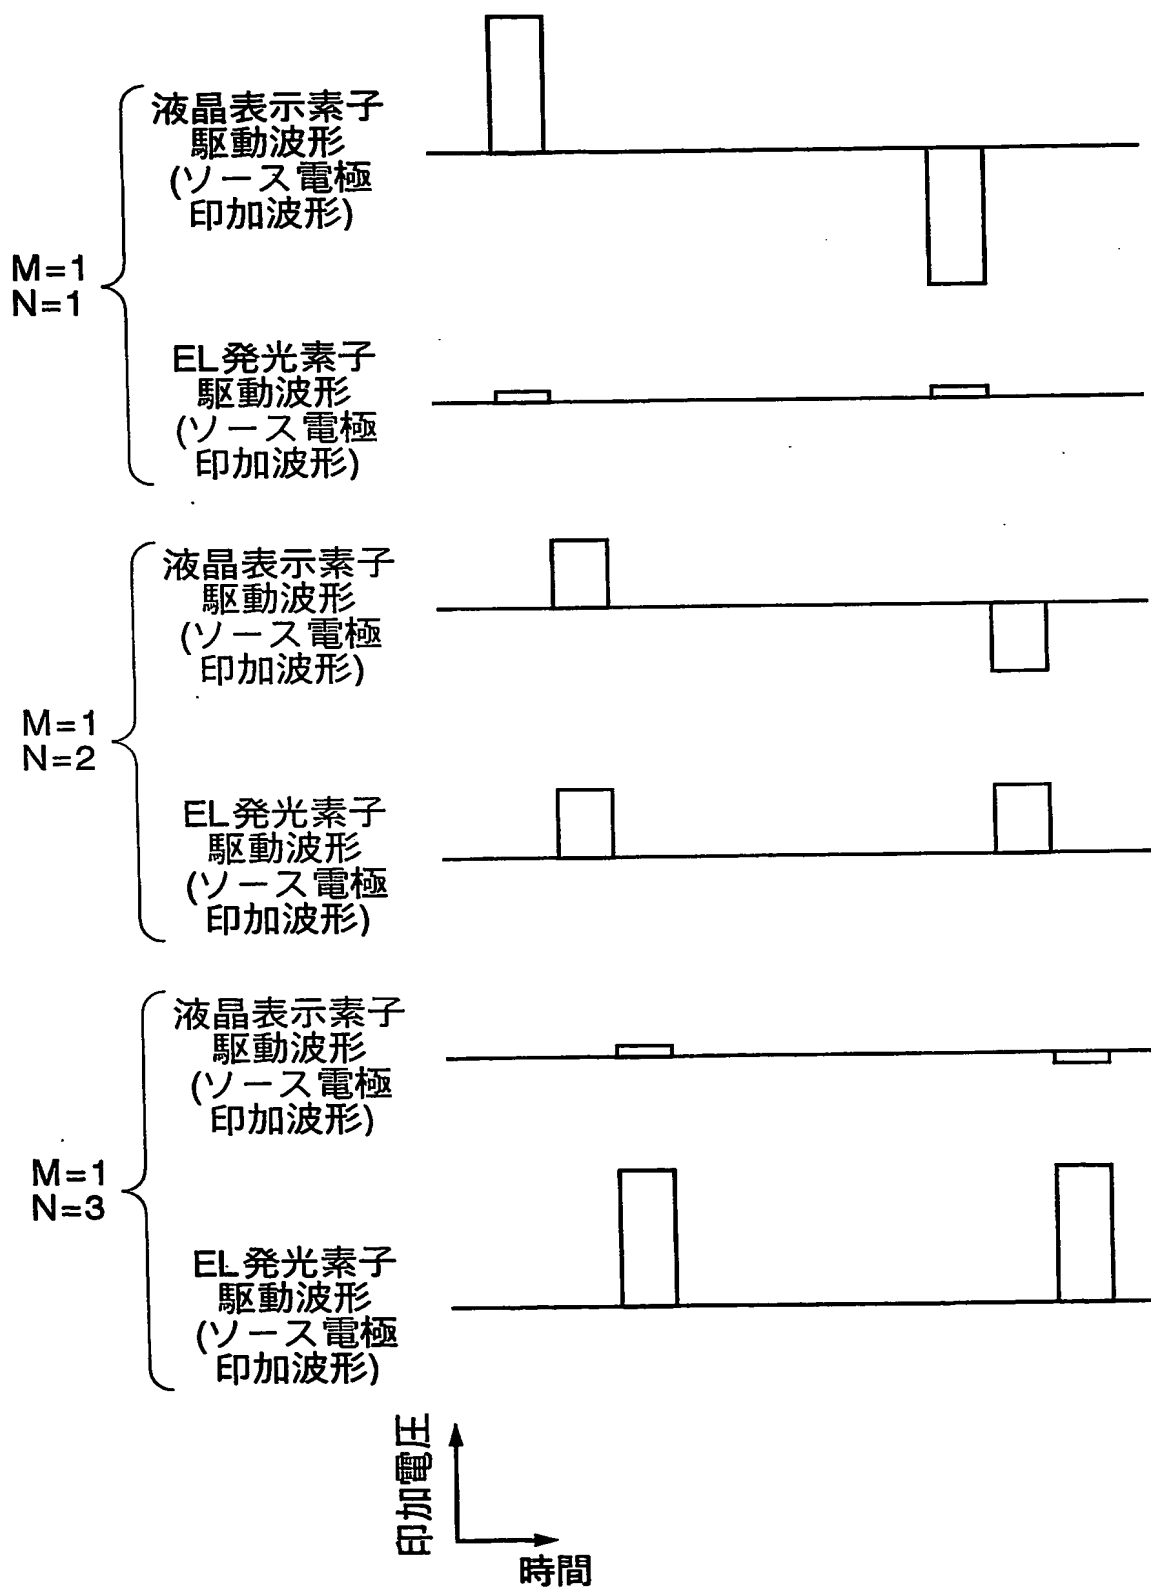 M=1
N=1
液晶表示素子
駆動波形
(ソース電極
印加波形)
EL発光素子
駆動波形
(ソース電極
印加波形)
M=1
N=2
液晶表示素子
駆動波形
(ソース電極
印加波形)
EL発光素子
駆動波形
(ソース電極
印加波形)
M=1
N=3
液晶表示素子
駆動波形
(ソース電極
印加波形)
EL発光素子
駆動波形
(ソース電極
印加波形)
印加電圧
時間